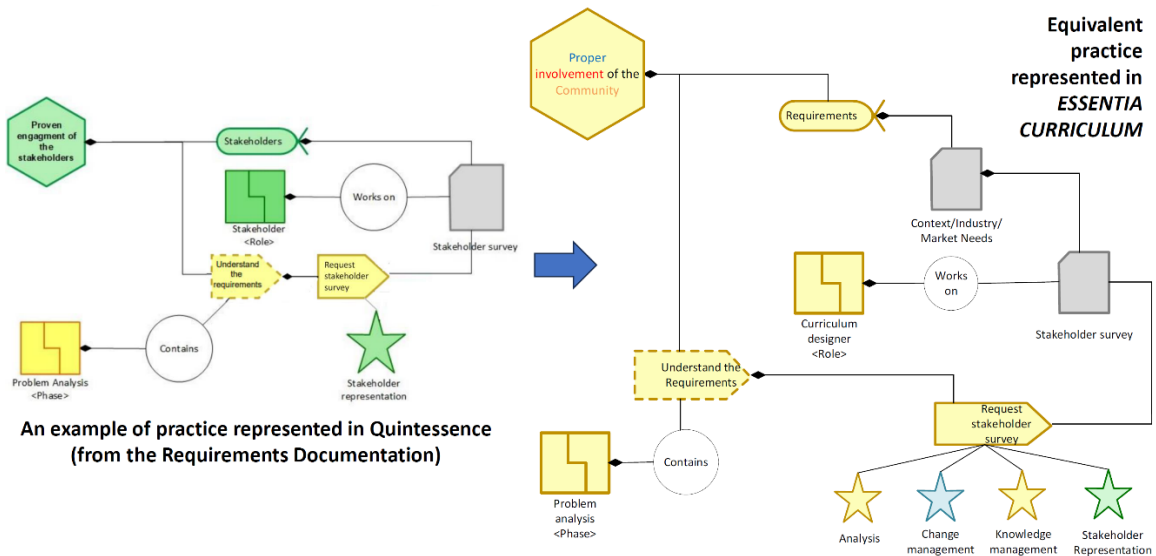 Proven
engagment of
the
stakeholders
Stakeholders
Works on
Stakeholder
<Role>
Stakeholder survey
Understand
the
requirements
Request
stakeholder
survey
Contains
Problem Analysis
<Phase>
Stakeholder
representation
An example of practice represented in Quintessence
(from the Requirements Documentation)
Proper
involvement of the
Community
Requirements
Equivalent
practice
represented in
ESSENTIA
CURRICULUM
Context/Industry/
Market Needs
Works
on
Curriculum
designer
<Role>
Stakeholder survey
Understand the
Requirements
Request
stakeholder
survey
Contains
Problem
analysis
<Phase>
Analysis
Change
management
Knowledge
management
Stakeholder
Representation